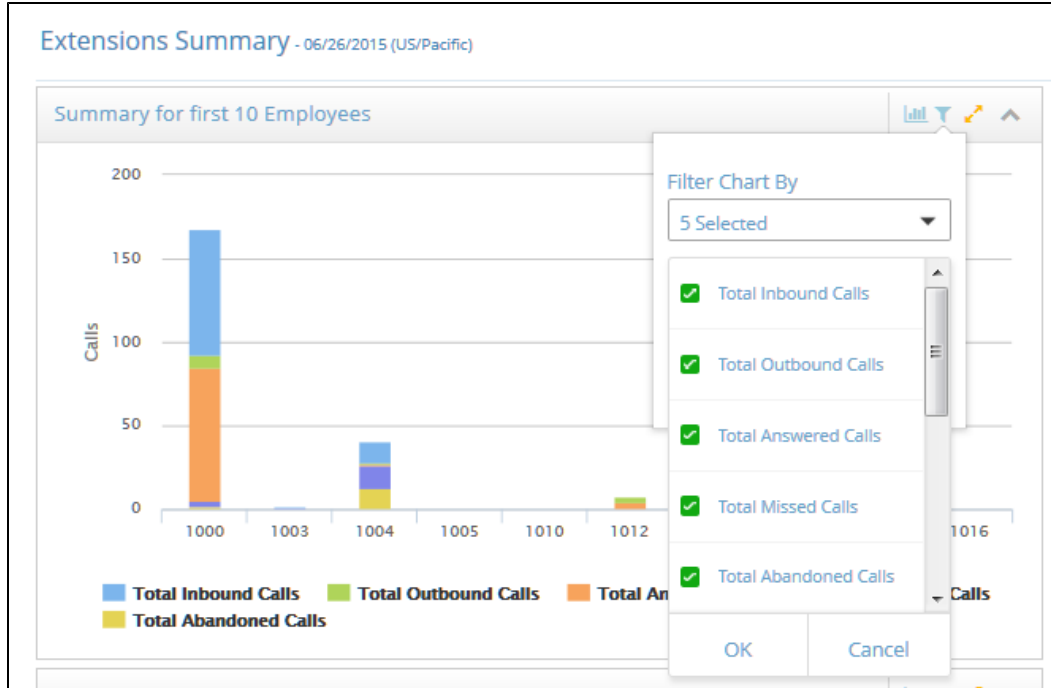 Extensions Summary - 06/26/2015 (US/Pacific)
Summary for first 10 Employees
Filter Chart By
5 Selected
Total Inbound Calls
Total Outbound Calls
Total Answered Calls
Total Missed Calls
Total Abandoned Calls
OK Cancel
200
150
100
50
0
Calls
1000 1003 1004 1005 1010 1012 1016
Total Inbound Calls Total Outbound Calls Total An Calls
Total Abandoned Calls